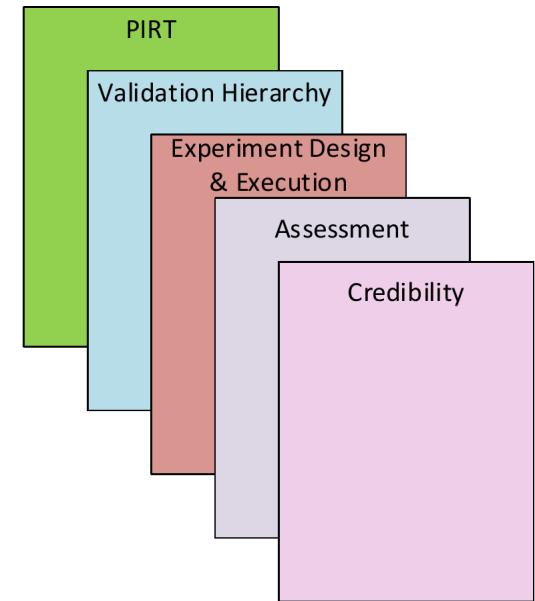 PIRT
Validation Hierarchy
Experiment Design
& Execution
Assessment
Credibility